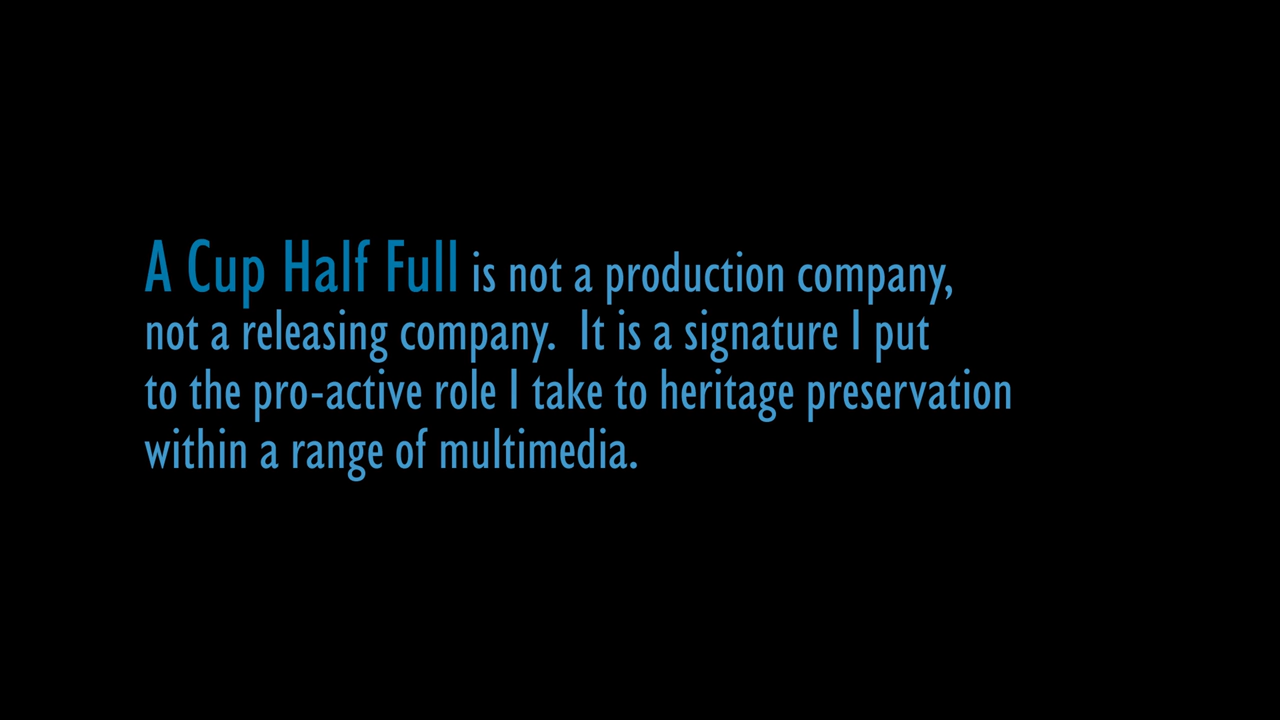 A Cup Half Full is not a production company,
not a releasing company.  It is a signature I put
to the pro-active role I take to heritage preservation
within a range of multimedia.